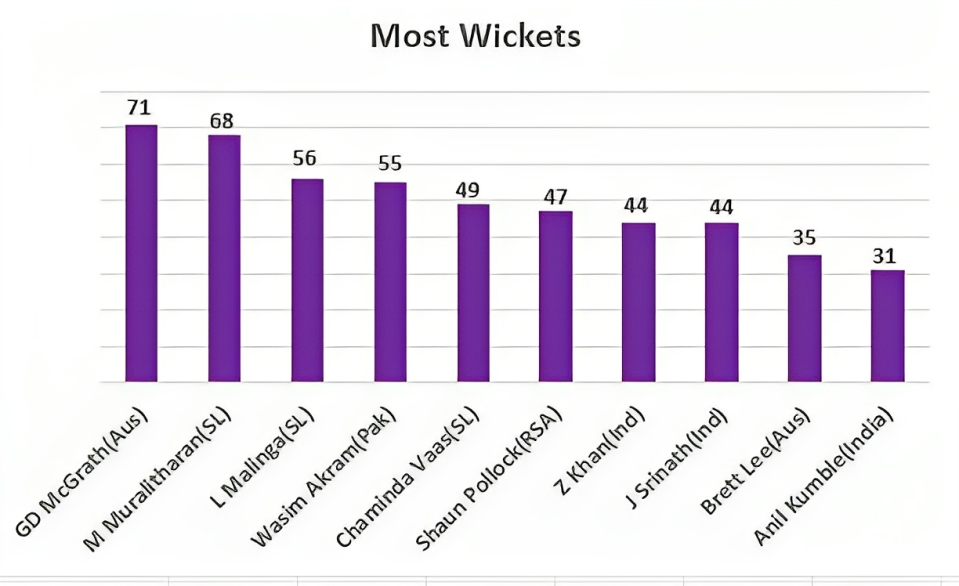 Most Wickets
71
68
56
55
49
47
44
44
35
31
GD McGrath(Aus)
M Muralitharan(SL)
L Malinga(SL)
Wasim Akram(Pak)
Chaminda Vaas(SL)
Shaun Pollock(RSA)
Z Khan(Ind)
J Srinath(Ind)
Brett Lee(Aus)
Anil Kumble(India)